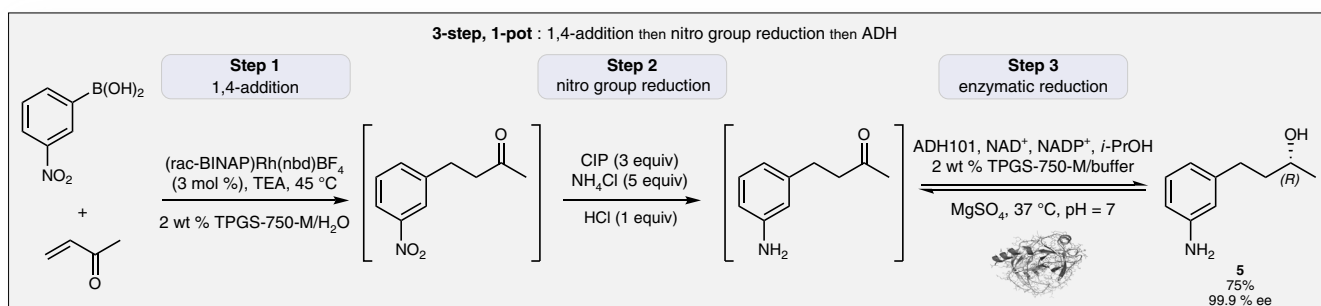 3-step, 1-pot : 1,4-addition then nitro group reduction then ADH
Step 1
1,4-addition
Step 2
nitro group reduction
Step 3
enzymatic reduction
B(OH)₂
NO₂
+
O
(rac-BINAP)Rh(nbd)BF₄
(3 mol %), TEA, 45 °C
2 wt % TPGS-750-M/H₂O
O
NO₂
CIP (3 equiv)
NH₄Cl (5 equiv)
HCl (1 equiv)
O
NH₂
ADH101, NAD⁺, NADP⁺, i-PrOH
2 wt % TPGS-750-M/buffer
MgSO₄, 37 °C, pH = 7
OH
(R)
NH₂
5
75%
99.9 % ee